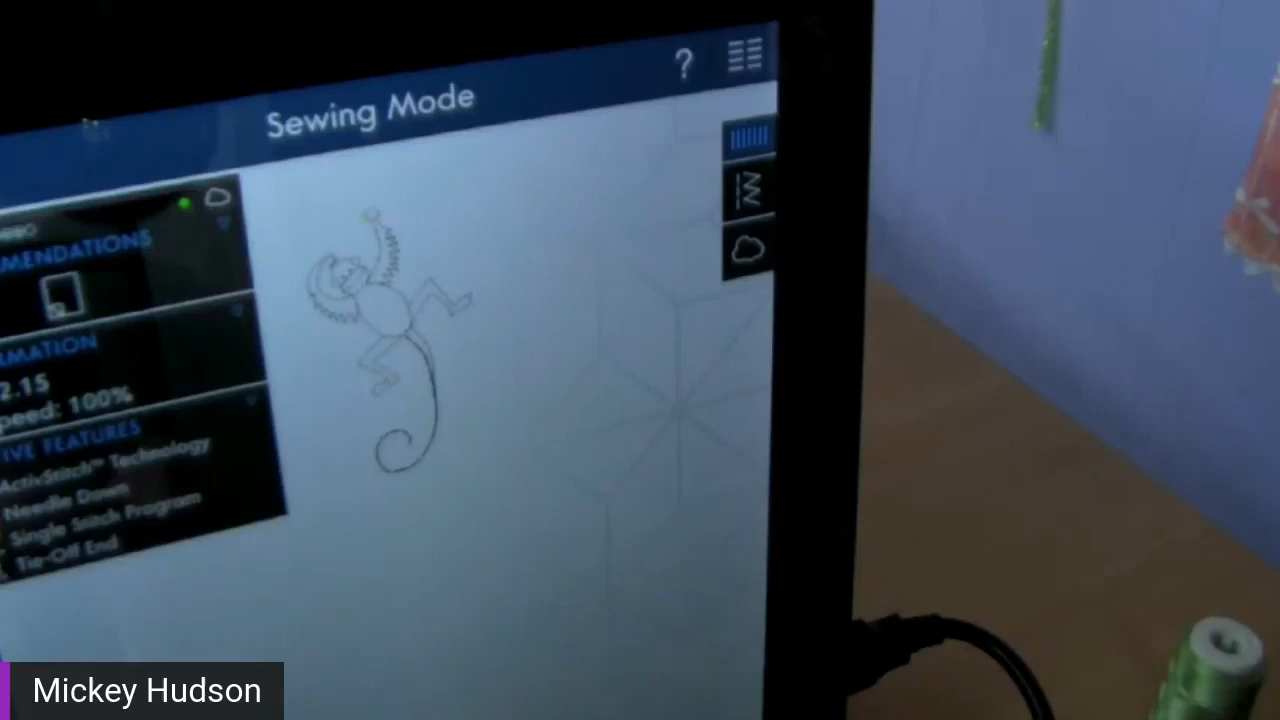 ?
Sewing Mode
MENDATIONS
RMATION
2.15
peed: 100%
IVE FEATURES
ActivStitch™ Technology
Needle Down
Single Stitch Program
Tie-Off End
Mickey Hudson